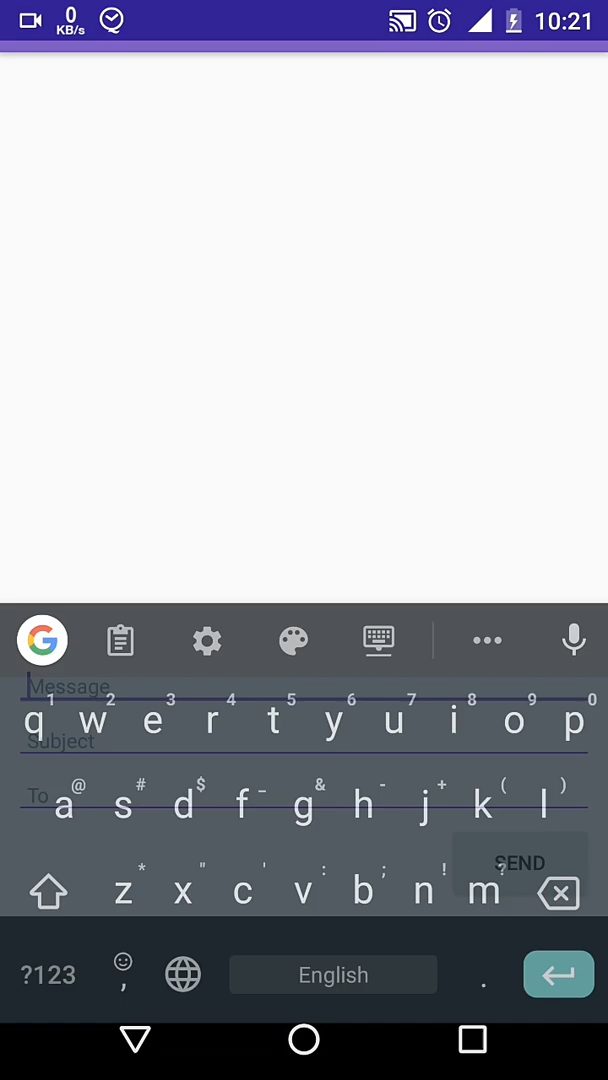 0 KB/s 10:21
Message
1 2 3 4 5 6 7 8 9 0
q w e r t y u i o p
Subject
@ # $ _ & - + ( )
To
a s d f g h j k l
SEND
* " ' : ; ! ?
z x c v b n m
?123 , English .